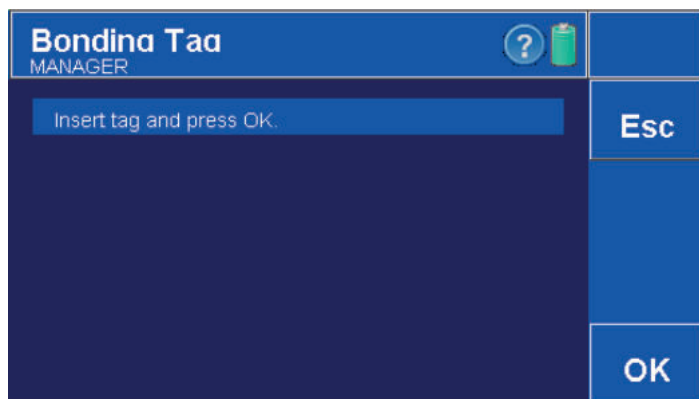 Bonding Tag
MANAGER
?
Insert tag and press OK.
Esc
OK